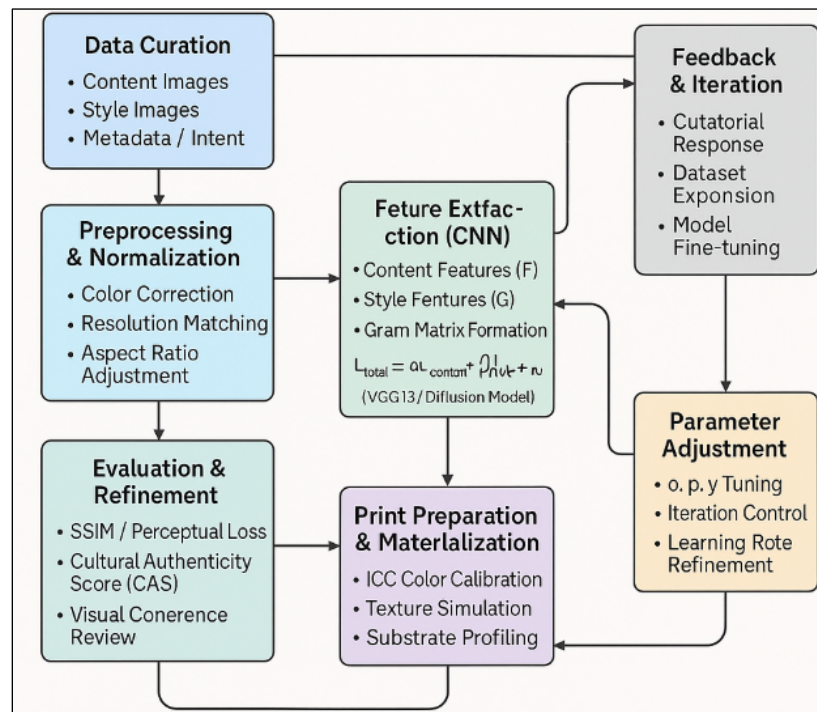 Data Curation
• Content Images
• Style Images
• Metadata / Intent
Preprocessing
& Normalization
• Color Correction
• Resolution Matching
• Aspect Ratio
Adjustment
Evaluation &
Refinement
• SSIM / Perceptual Loss
• Cultural Authenticity
Score (CAS)
• Visual Conerence
Review
Feture Extfac-
ction (CNN)
• Content Features (F)
• Style Fentures (G)
• Gram Matrix Formation
L total =
(VGG13 / Diflusion Model)
Print Preparation
& Materlalization
• ICC Color Calibration
• Texture Simulation
• Substrate Profiling
Feedback
& Iteration
• Cutatorial
Response
• Dataset
Exponsion
• Model
Fine-tuning
Parameter
Adjustment
• o. p. y Tuning
• Iteration Control
• Learning Rote
Refinement